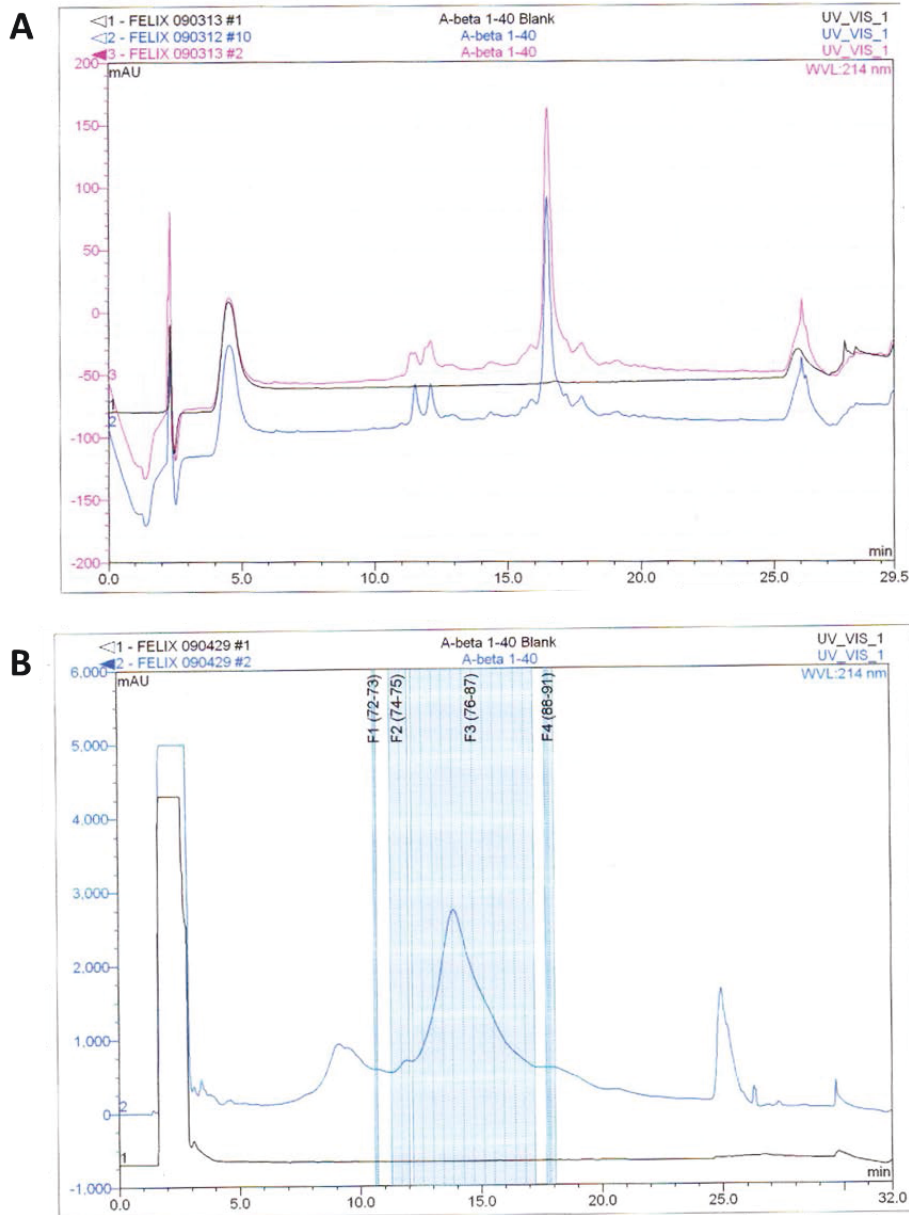 A
1 - FELIX 090313 #1 A-beta 1-40 Blank UV_VIS_1
2 - FELIX 090312 #10 A-beta 1-40 UV_VIS_1
3 - FELIX 090313 #2 A-beta 1-40 UV_VIS_1
200 mAU WVL:214 nm
150
100
50
0
-50
3
1
2
-100
-150
-200
min
0.0 5.0 10.0 15.0 20.0 25.0 29.5
B
1 - FELIX 090429 #1 A-beta 1-40 Blank UV_VIS_1
2 - FELIX 090429 #2 A-beta 1-40 UV_VIS_1
6.000 mAU WVL:214 nm
F1 (72-73)
F2 (74-75)
F3 (76-87)
F4 (88-91)
5.000
4.000
3.000
2.000
1.000
0 2
1
-1.000 min
0.0 5.0 10.0 15.0 20.0 25.0 32.0